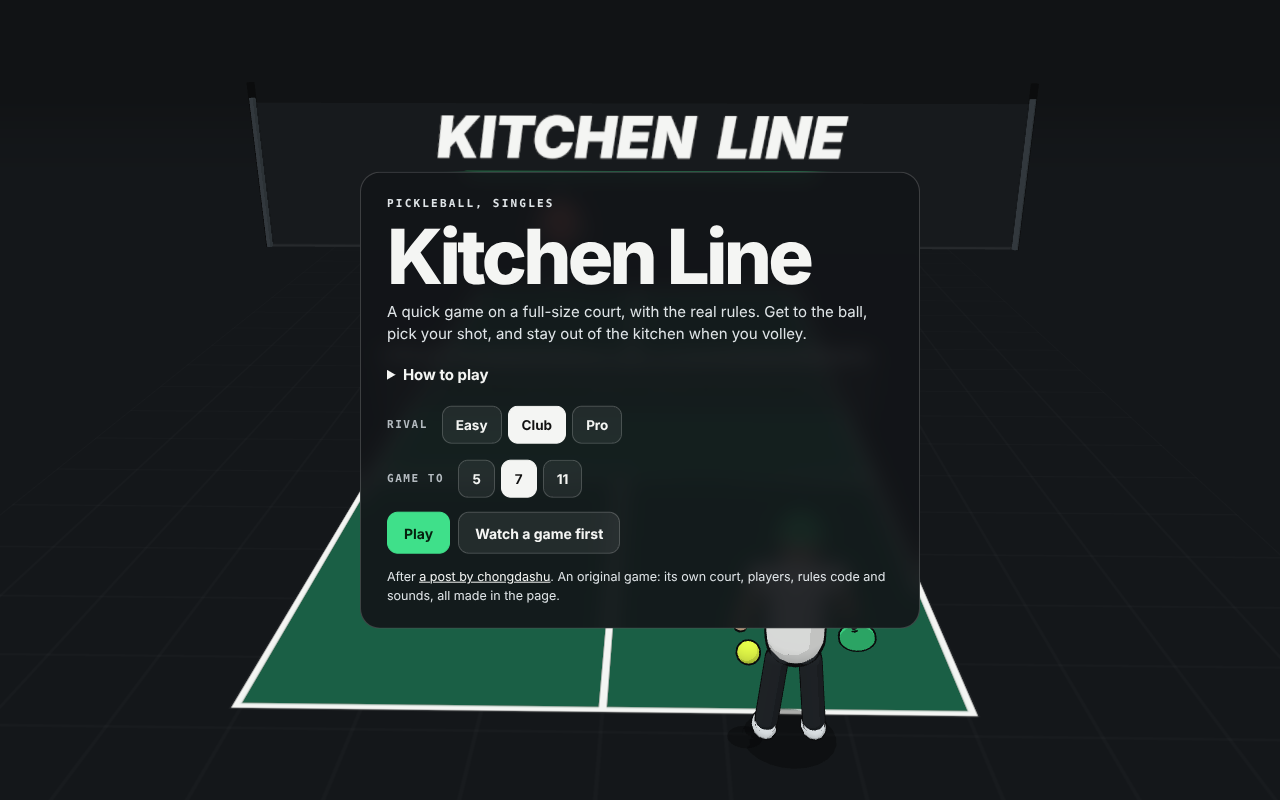 KITCHEN LINE
PICKLEBALL, SINGLES
Kitchen Line
A quick game on a full-size court, with the real rules. Get to the ball,
pick your shot, and stay out of the kitchen when you volley.
How to play
RIVAL Easy Club Pro
GAME TO 5 7 11
Play Watch a game first
After a post by chongdashu. An original game: its own court, players, rules code and
sounds, all made in the page.